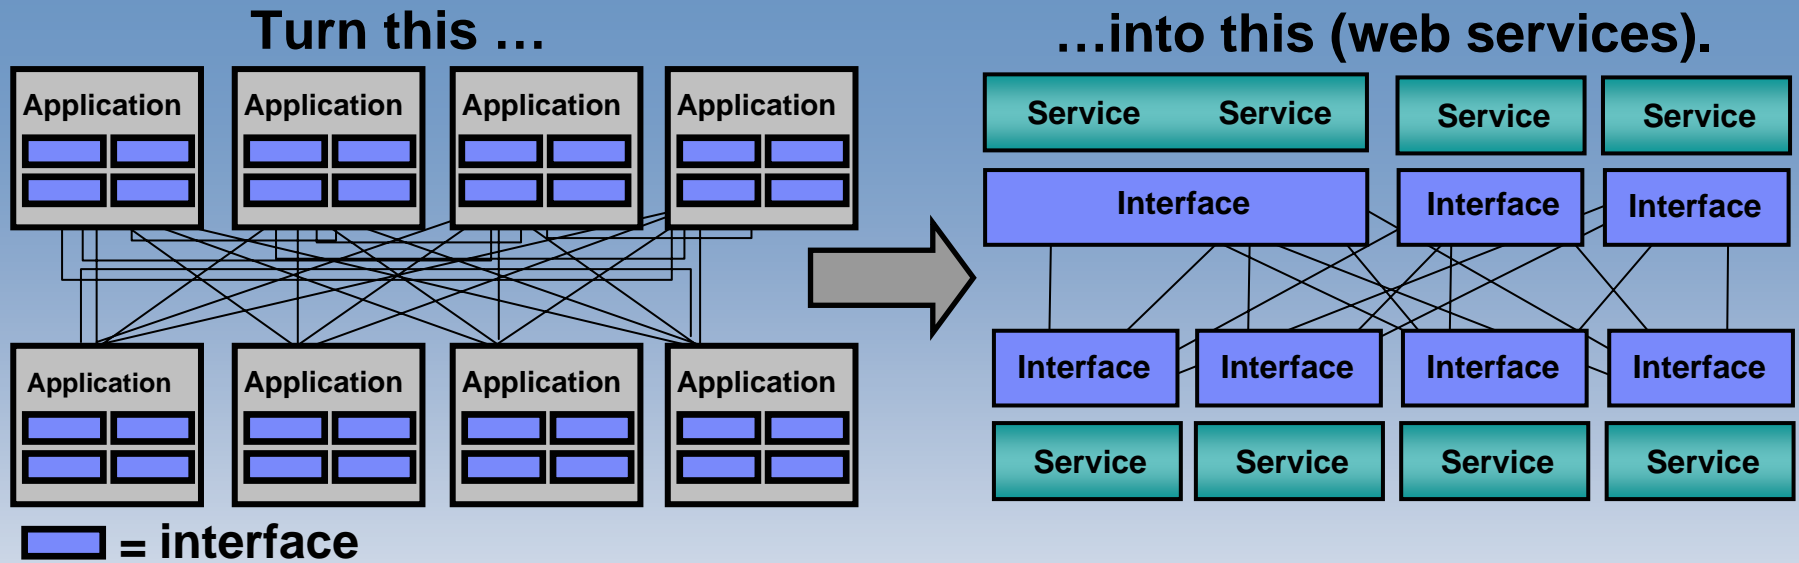 Turn this …
…into this (web services).
Application Application Application Application
Service Service Service Service
Interface Interface Interface
Application Application Application Application
Interface Interface Interface Interface
Service Service Service Service
= interface